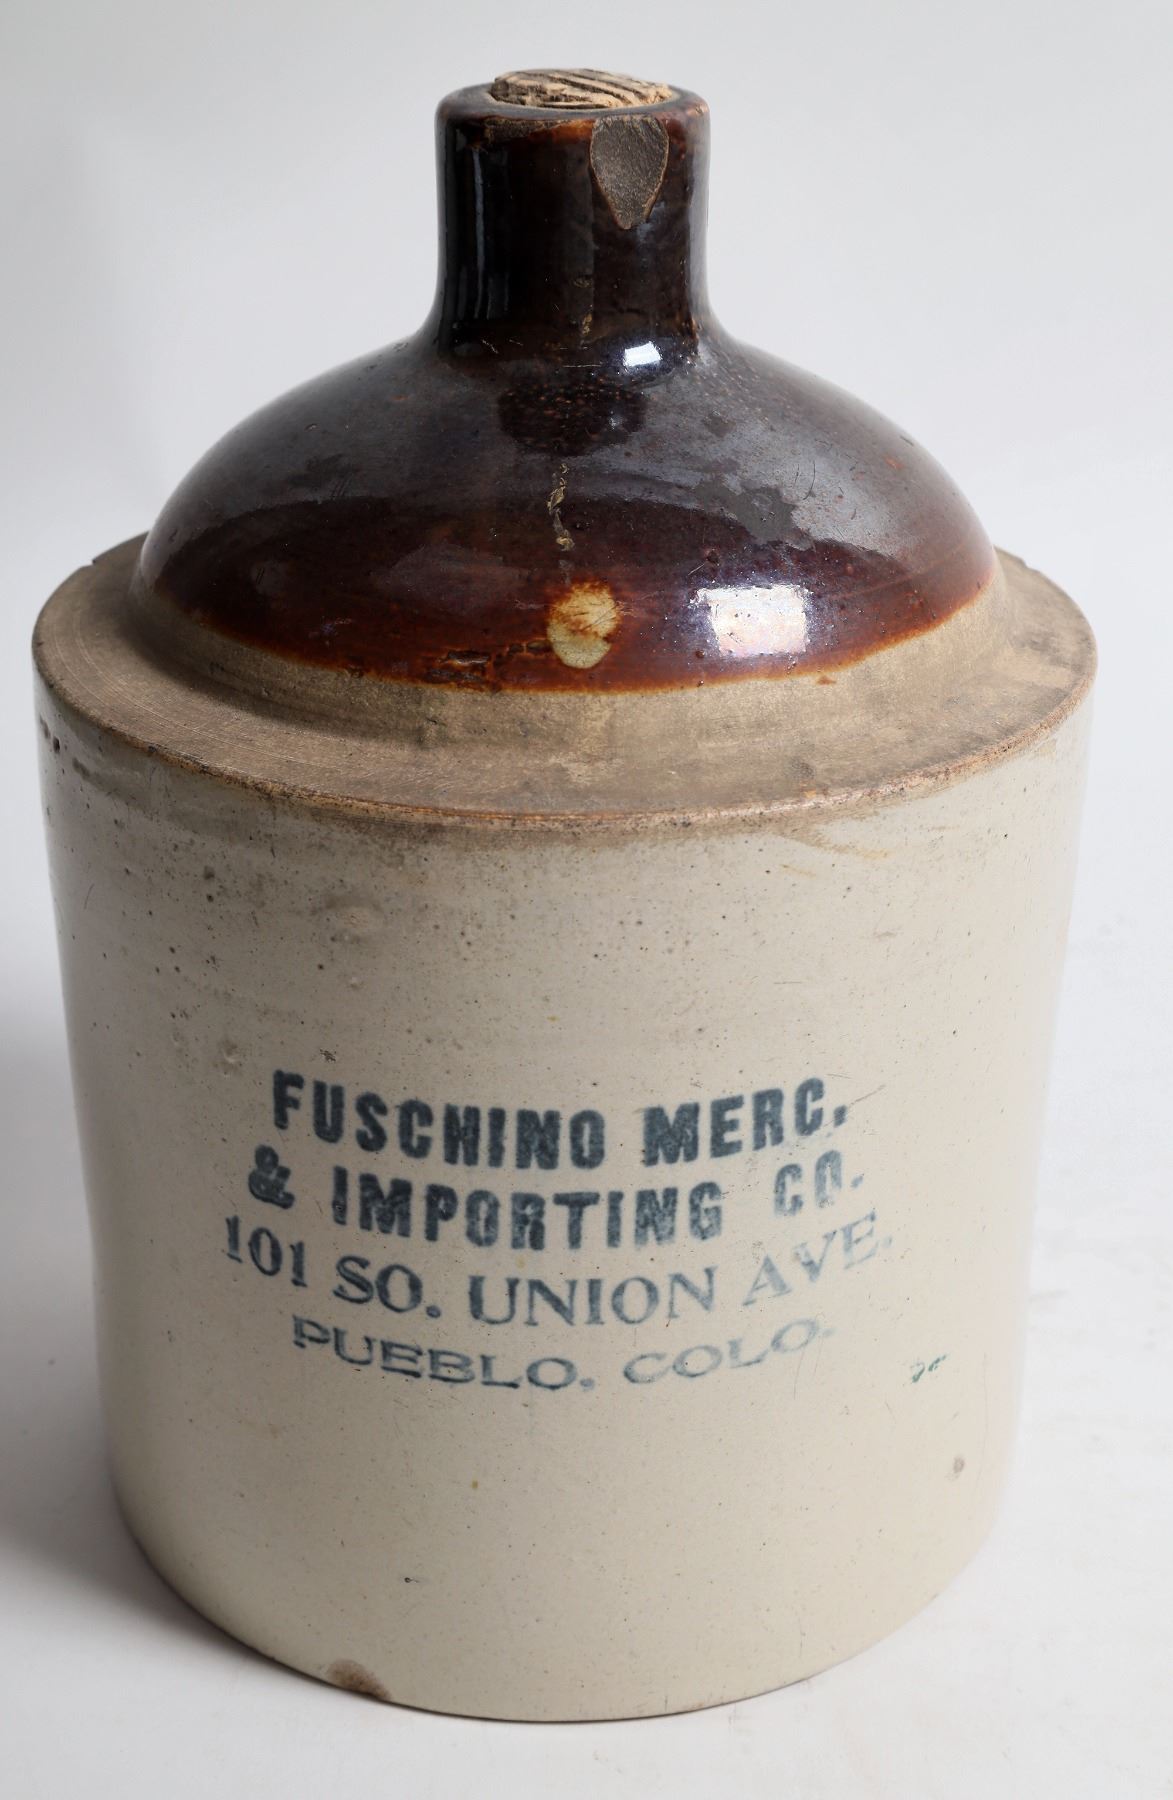 FUSCHINO MERC.
& IMPORTING CO.
101 SO. UNION AVE.
PUEBLO. COLO.